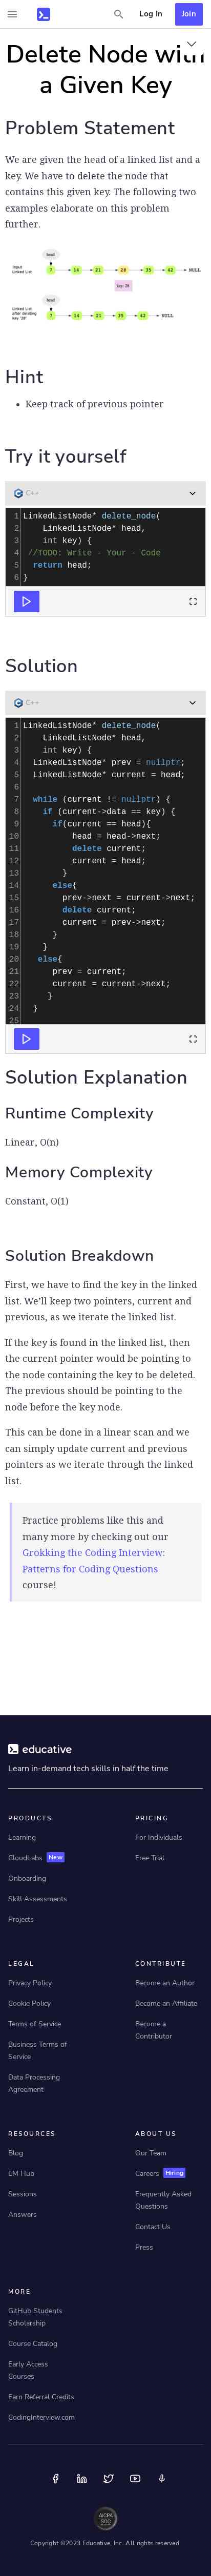 Log In
Join
Delete Node with
a Given Key
Problem Statement
We are given the head of a linked list and a
key. We have to delete the node that
contains this given key. The following two
examples elaborate on this problem
further.
head
Input
Linked List
7 14 21 28 35 42 NULL
Key: 28
head
Linked List
after deleting
key '28'
7 14 21 35 42 NULL
Hint
• Keep track of previous pointer
Try it yourself
C++
1 LinkedListNode* delete_node(
2     LinkedListNode* head,
3     int key) {
4  //TODO: Write - Your - Code
5   return head;
6 }
Solution
C++
1 LinkedListNode* delete_node(
2     LinkedListNode* head,
3     int key) {
4   LinkedListNode* prev = nullptr;
5   LinkedListNode* current = head;
6
7   while (current != nullptr) {
8     if (current->data == key) {
9       if(current == head){
10           head = head->next;
11           delete current;
12           current = head;
13         }
14       else{
15         prev->next = current->next;
16         delete current;
17         current = prev->next;
18       }
19     }
20    else{
21       prev = current;
22       current = current->next;
23      }
24   }
25
Solution Explanation
Runtime Complexity
Linear, O(n)
Memory Complexity
Constant, O(1)
Solution Breakdown
First, we have to find the key in the linked
list. We'll keep two pointers, current and
previous, as we iterate the linked list.
If the key is found in the linked list, then
the current pointer would be pointing to
the node containing the key to be deleted.
The previous should be pointing to the
node before the key node.
This can be done in a linear scan and we
can simply update current and previous
pointers as we iterate through the linked
list.
Practice problems like this and
many more by checking out our
Grokking the Coding Interview:
Patterns for Coding Questions
course!
educative
Learn in-demand tech skills in half the time
PRODUCTS
Learning
CloudLabs New
Onboarding
Skill Assessments
Projects
PRICING
For Individuals
Free Trial
LEGAL
Privacy Policy
Cookie Policy
Terms of Service
Business Terms of
Service
Data Processing
Agreement
CONTRIBUTE
Become an Author
Become an Affiliate
Become a
Contributor
RESOURCES
Blog
EM Hub
Sessions
Answers
ABOUT US
Our Team
Careers Hiring
Frequently Asked
Questions
Contact Us
Press
MORE
GitHub Students
Scholarship
Course Catalog
Early Access
Courses
Earn Referral Credits
CodingInterview.com
AICPA
SOC
Copyright ©2023 Educative, Inc. All rights reserved.